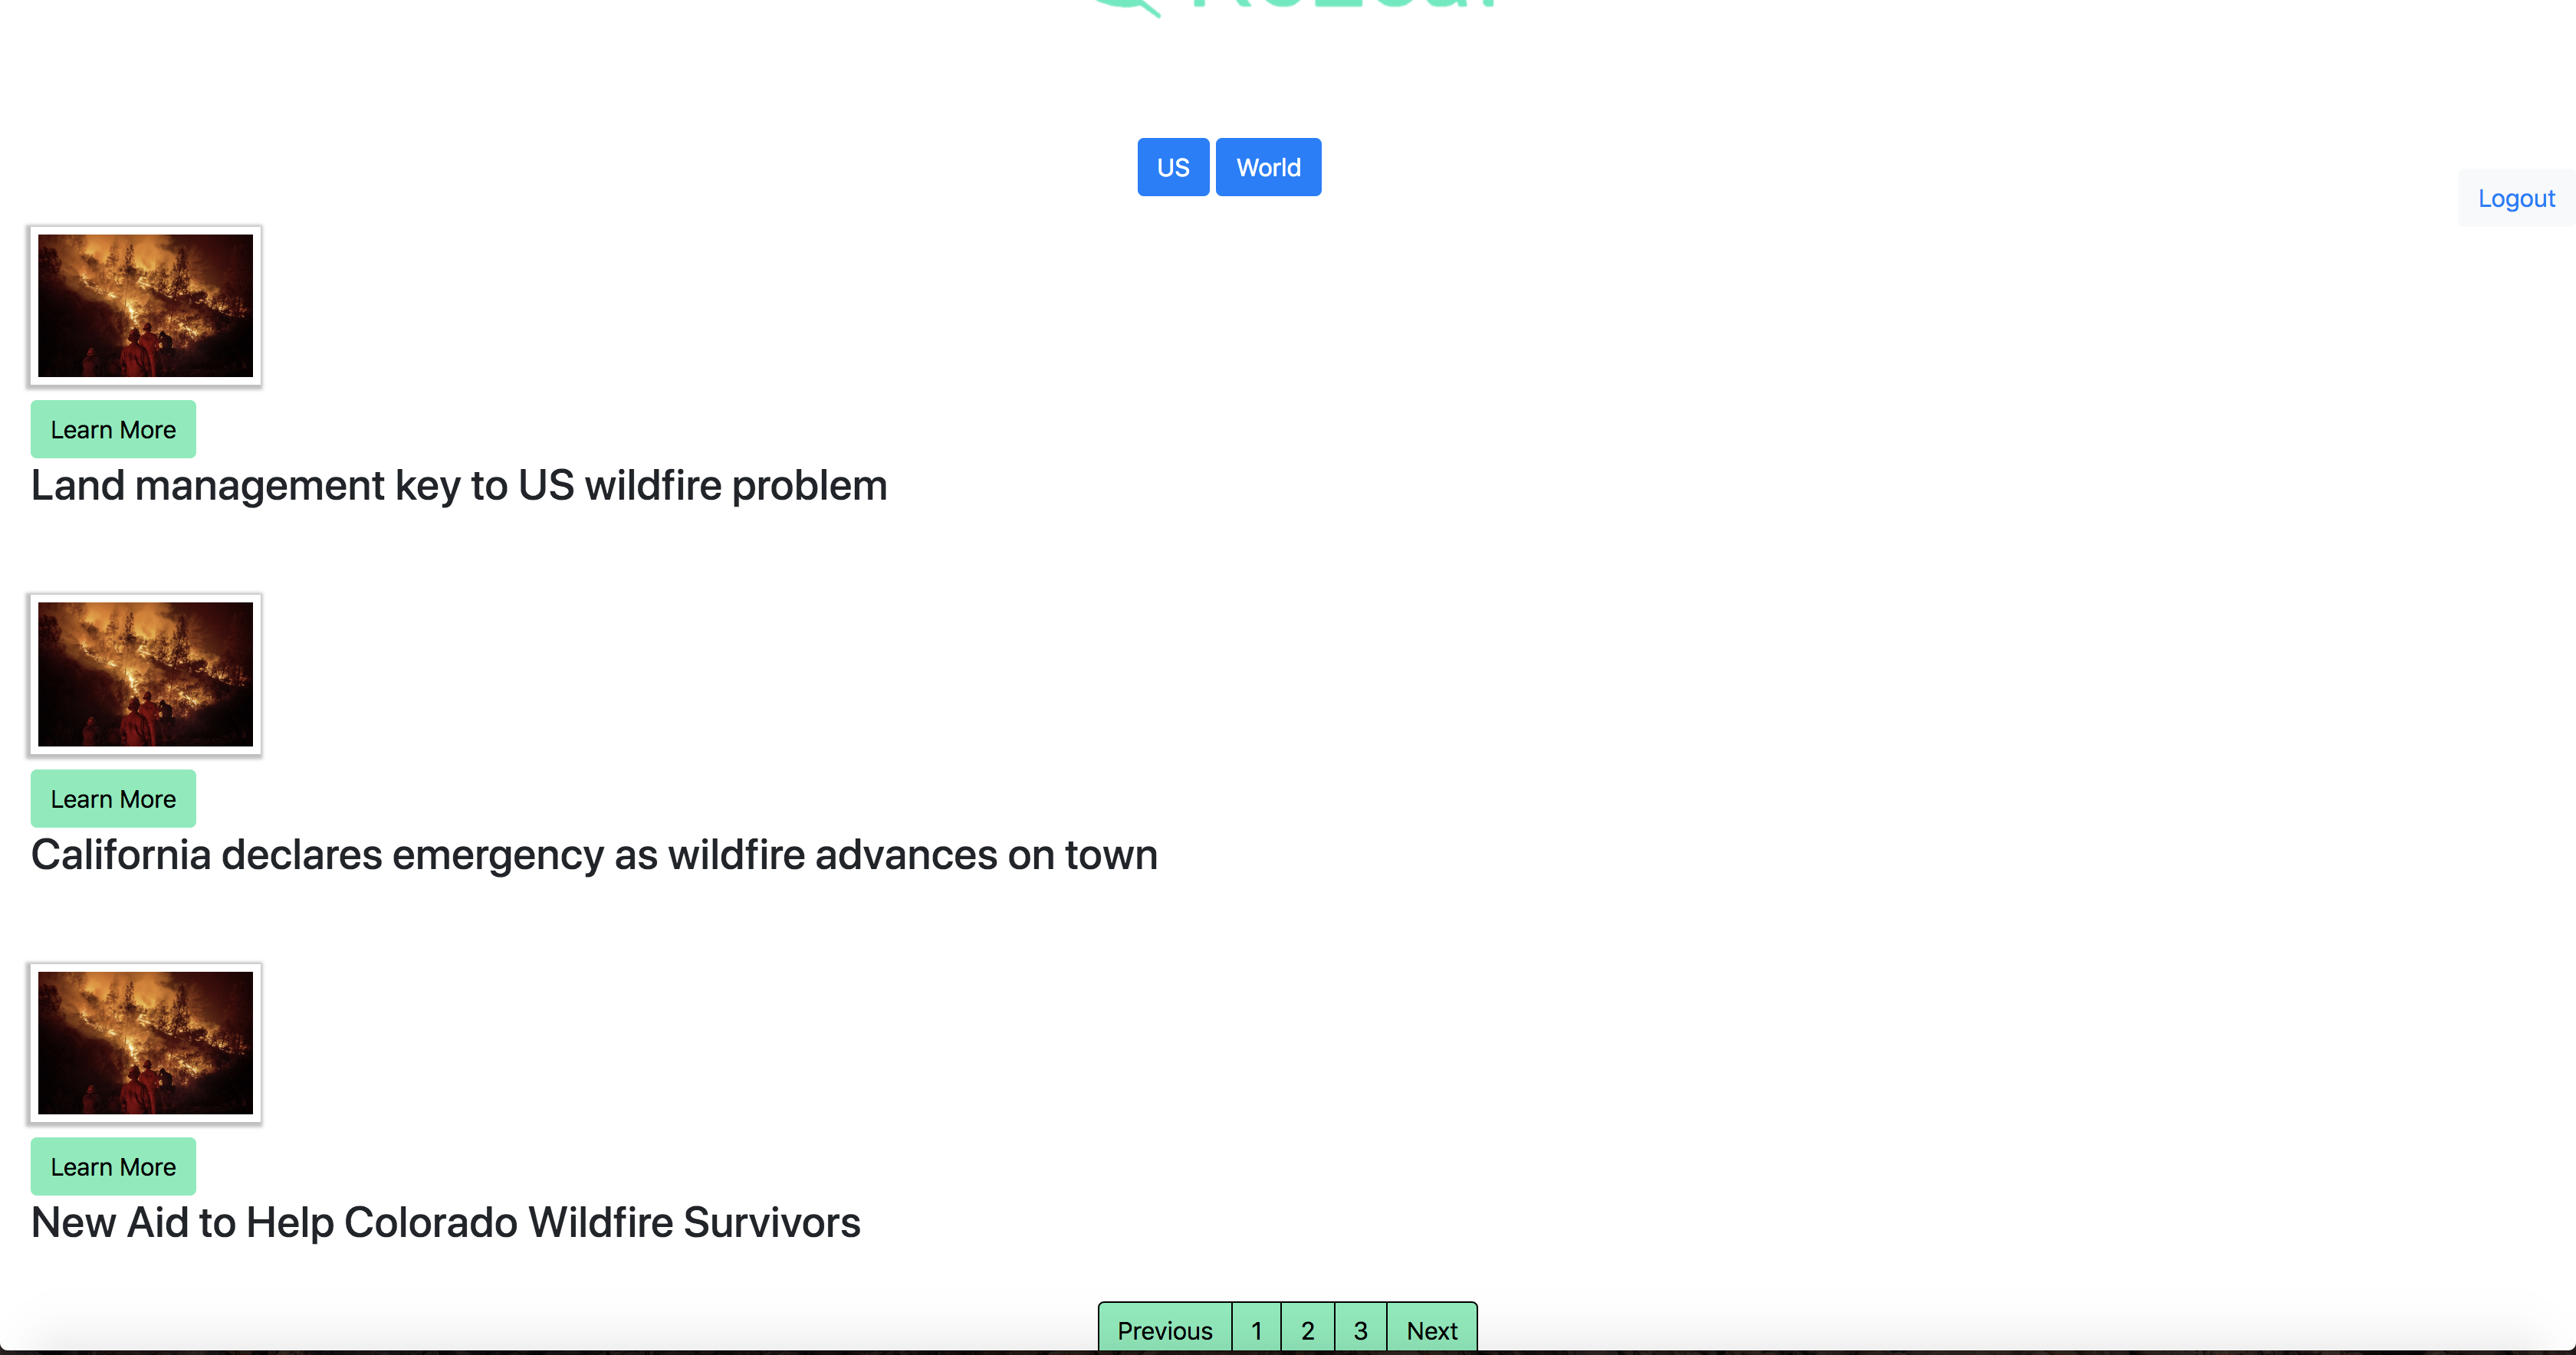 US World
Logout
Learn More
Land management key to US wildfire problem
Learn More
California declares emergency as wildfire advances on town
Learn More
New Aid to Help Colorado Wildfire Survivors
Previous 1 2 3 Next